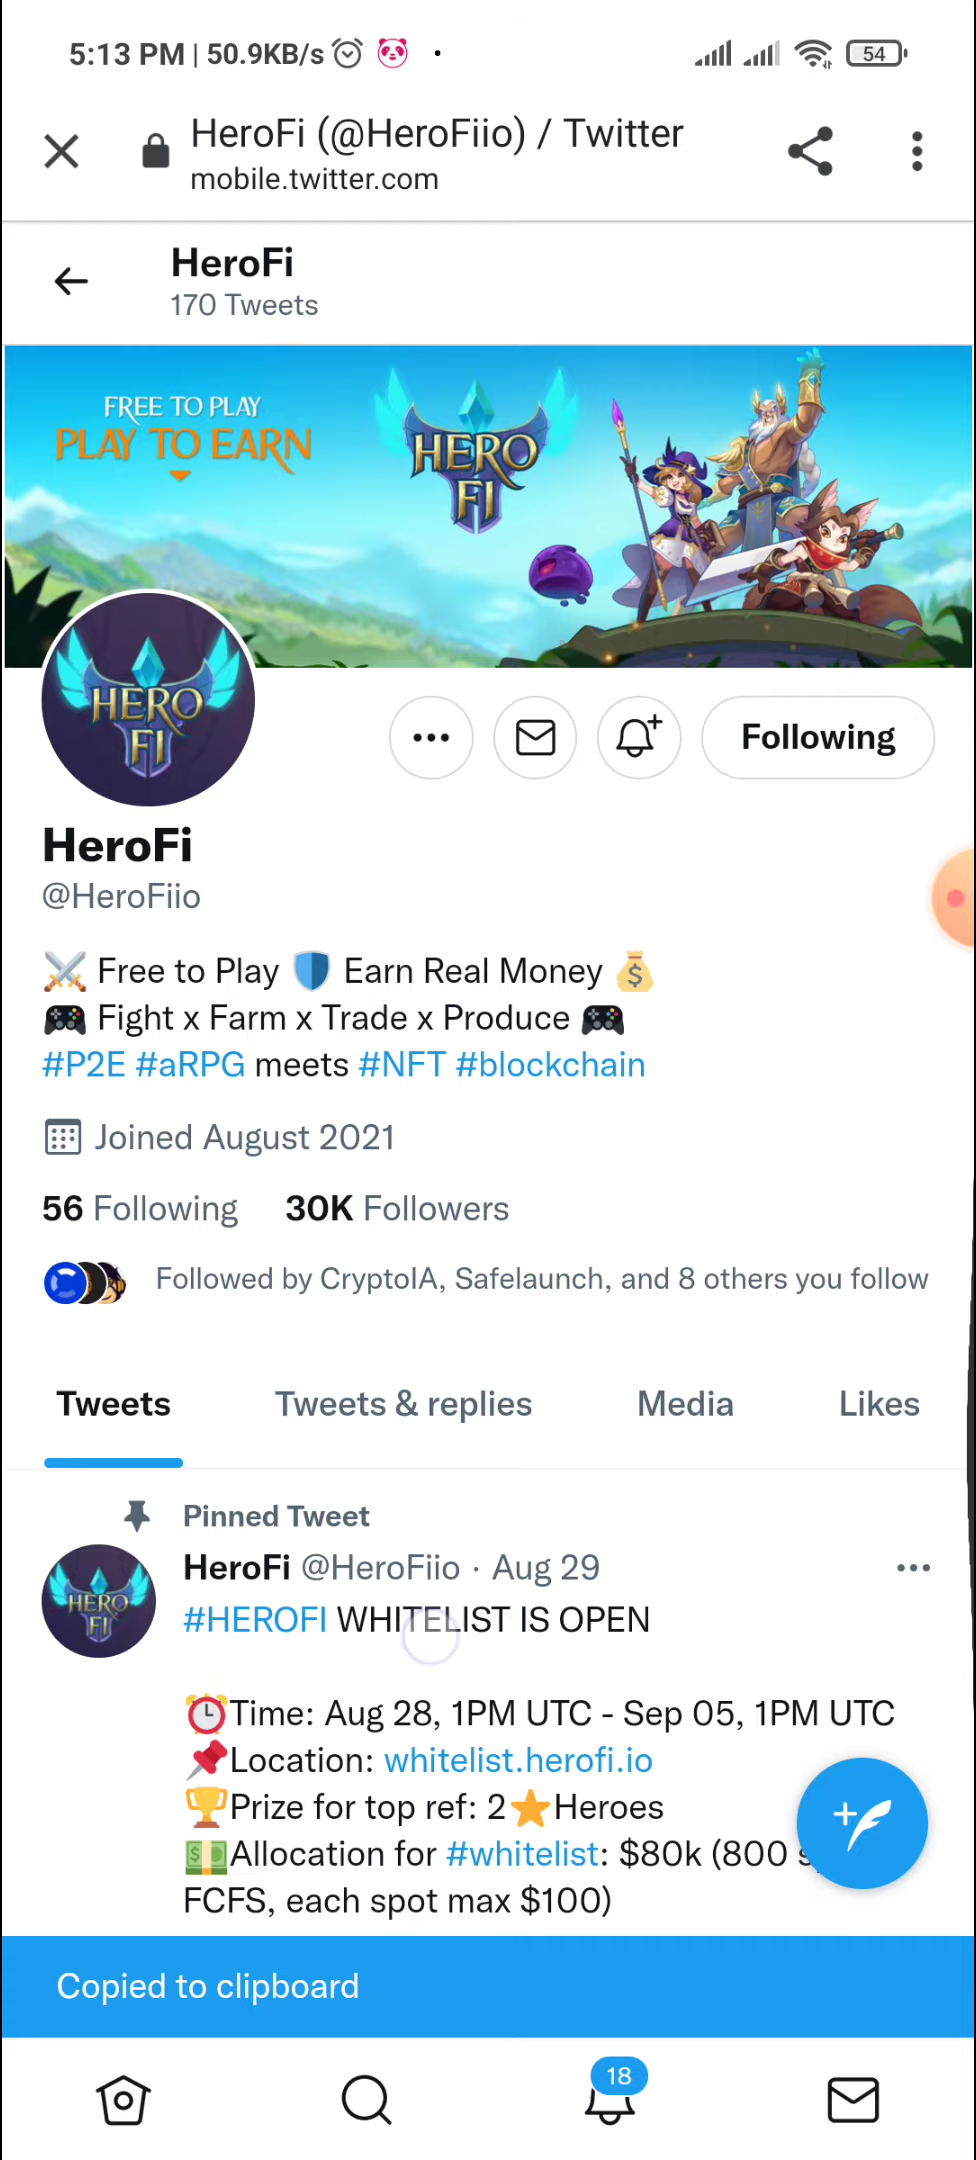 5:13 PM | 50.9KB/s
54
HeroFi (@HeroFiio) / Twitter
mobile.twitter.com
HeroFi
170 Tweets
FREE TO PLAY
PLAY TO EARN
HERO
FI
HERO
FI
Following
HeroFi
@HeroFiio
⚔️ Free to Play 🛡️ Earn Real Money 💰
🎮 Fight x Farm x Trade x Produce 🎮
#P2E #aRPG meets #NFT #blockchain
Joined August 2021
56 Following 30K Followers
Followed by CryptoIA, Safelaunch, and 8 others you follow
Tweets Tweets & replies Media Likes
Pinned Tweet
HeroFi @HeroFiio · Aug 29
HERO
FI
#HEROFI WHITELIST IS OPEN
⏰Time: Aug 28, 1PM UTC - Sep 05, 1PM UTC
📌Location: whitelist.herofi.io
🏆Prize for top ref: 2⭐Heroes
💵Allocation for #whitelist: $80k (800
FCFS, each spot max $100)
Copied to clipboard
18